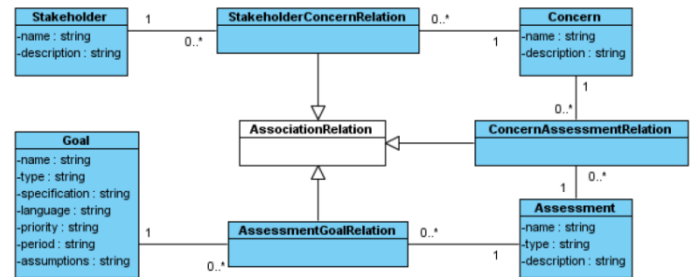 Stakeholder
-name : string
-description : string
1
0..*
StakeholderConcernRelation
0..*
1
Concern
-name : string
-description : string
1
0..*
AssociationRelation
ConcernAssessmentRelation
0..*
1
Goal
-name : string
-type : string
-specification : string
-language : string
-priority : string
-period : string
-assumptions : string
1
0..*
AssessmentGoalRelation
0..*
1
Assessment
-name : string
-type : string
-description : string